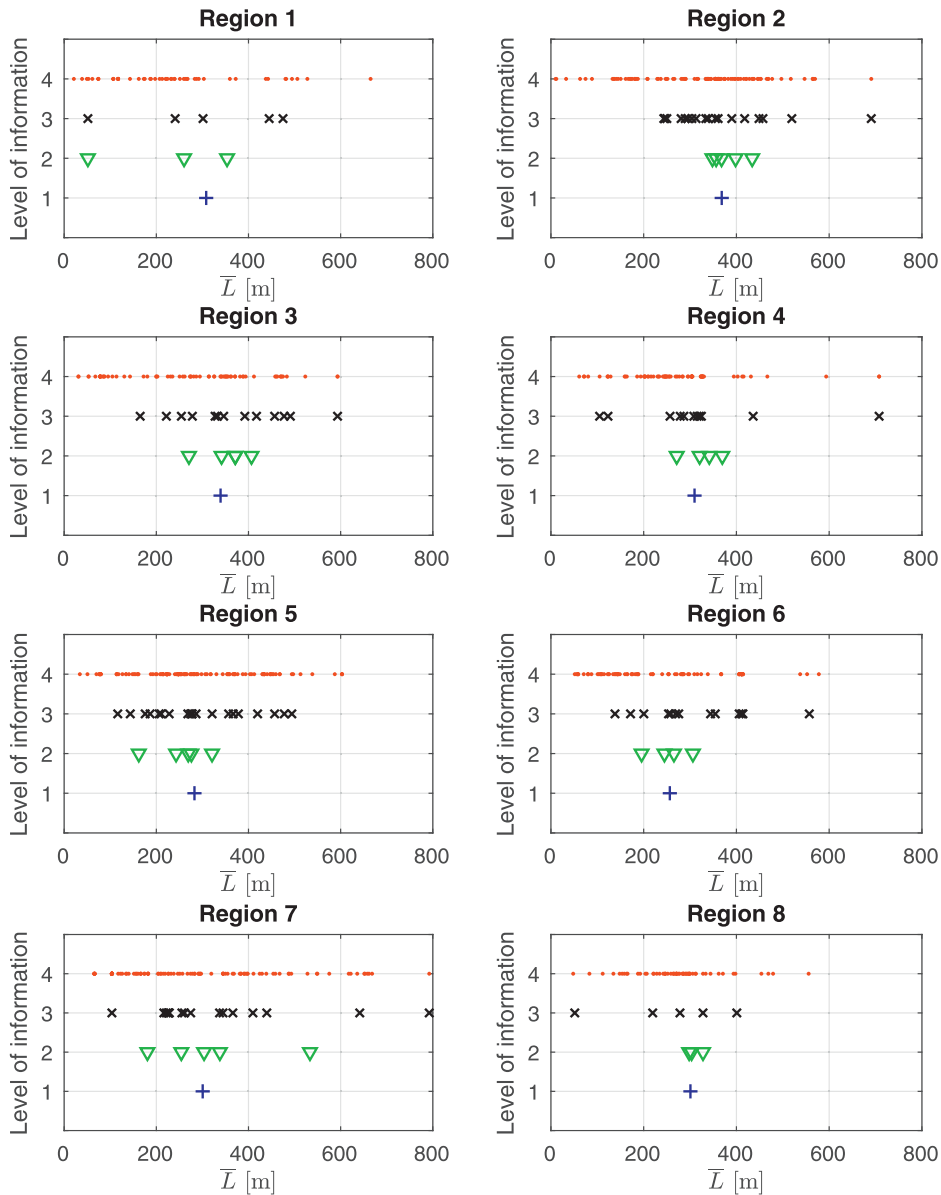 Region 1
Level of information
4
3
2
1
0 200 400 600 800
L̅ [m]
Region 2
Level of information
4
3
2
1
0 200 400 600 800
L̅ [m]
Region 3
Level of information
4
3
2
1
0 200 400 600 800
L̅ [m]
Region 4
Level of information
4
3
2
1
0 200 400 600 800
L̅ [m]
Region 5
Level of information
4
3
2
1
0 200 400 600 800
L̅ [m]
Region 6
Level of information
4
3
2
1
0 200 400 600 800
L̅ [m]
Region 7
Level of information
4
3
2
1
0 200 400 600 800
L̅ [m]
Region 8
Level of information
4
3
2
1
0 200 400 600 800
L̅ [m]